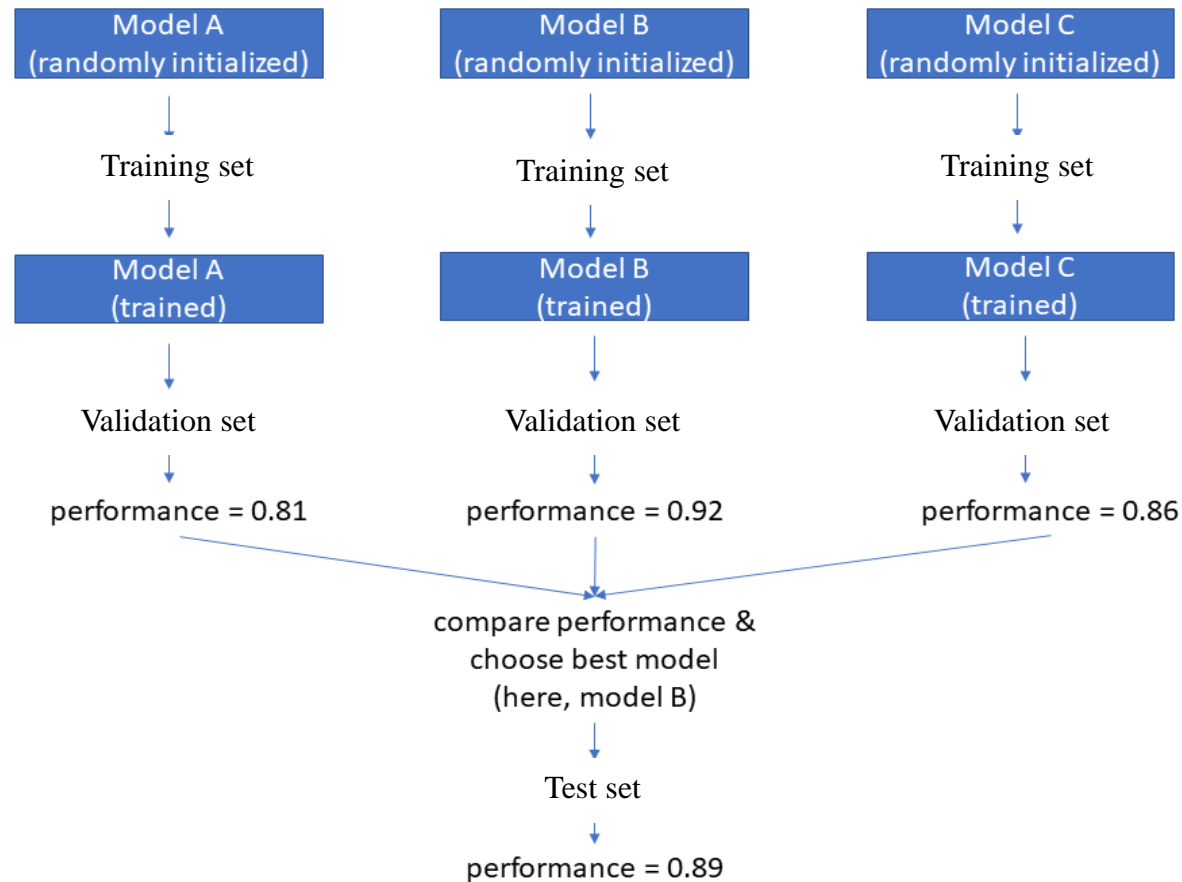 Model A
(randomly initialized)
Model B
(randomly initialized)
Model C
(randomly initialized)
Training set
Training set
Training set
Model A
(trained)
Model B
(trained)
Model C
(trained)
Validation set
Validation set
Validation set
performance = 0.81
performance = 0.92
performance = 0.86
compare performance &
choose best model
(here, model B)
Test set
performance = 0.89